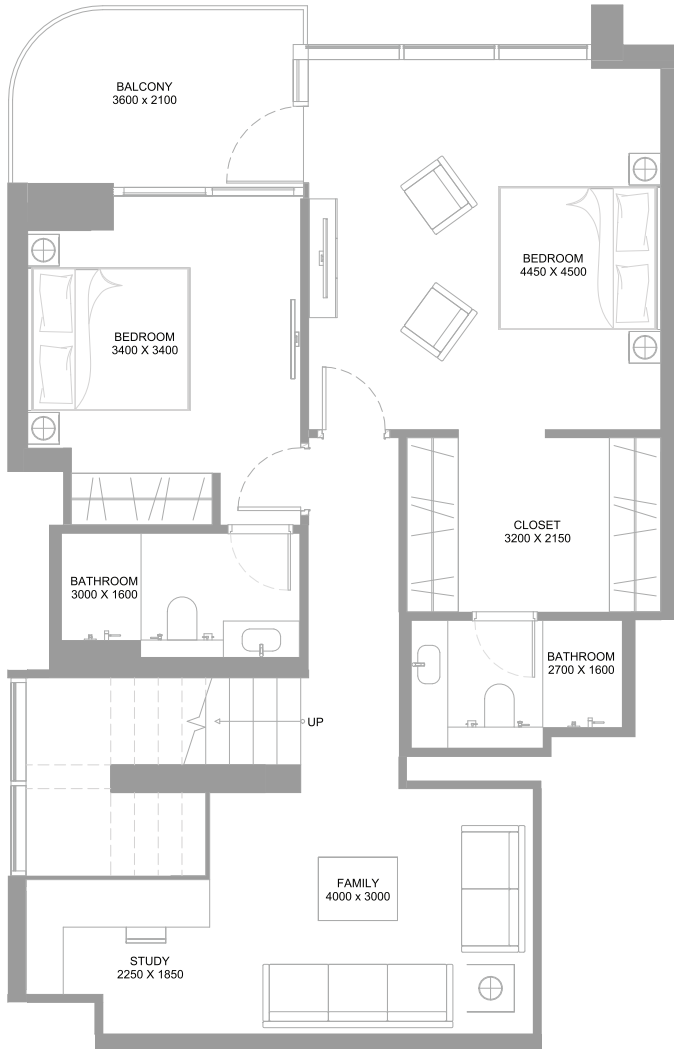 BALCONY
3600 x 2100
BEDROOM
4450 X 4500
BEDROOM
3400 X 3400
CLOSET
3200 X 2150
BATHROOM
3000 X 1600
BATHROOM
2700 X 1600
UP
FAMILY
4000 x 3000
STUDY
2250 X 1850